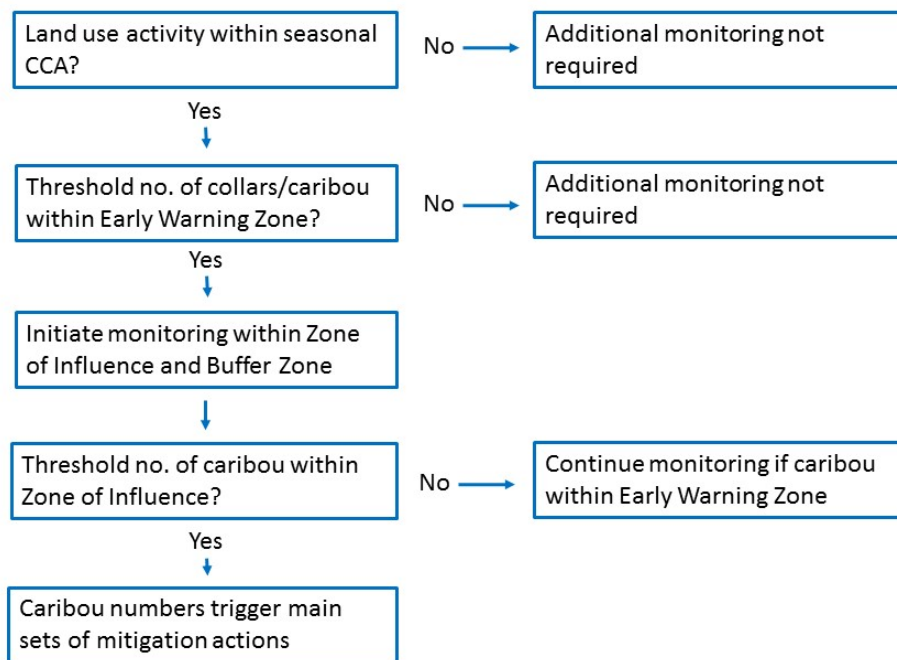 Land use activity within seasonal
CCA?
No
Additional monitoring not
required
Yes
Threshold no. of collars/caribou
within Early Warning Zone?
No
Additional monitoring not
required
Yes
Initiate monitoring within Zone
of Influence and Buffer Zone
Threshold no. of caribou within
Zone of Influence?
No
Continue monitoring if caribou
within Early Warning Zone
Yes
Caribou numbers trigger main
sets of mitigation actions